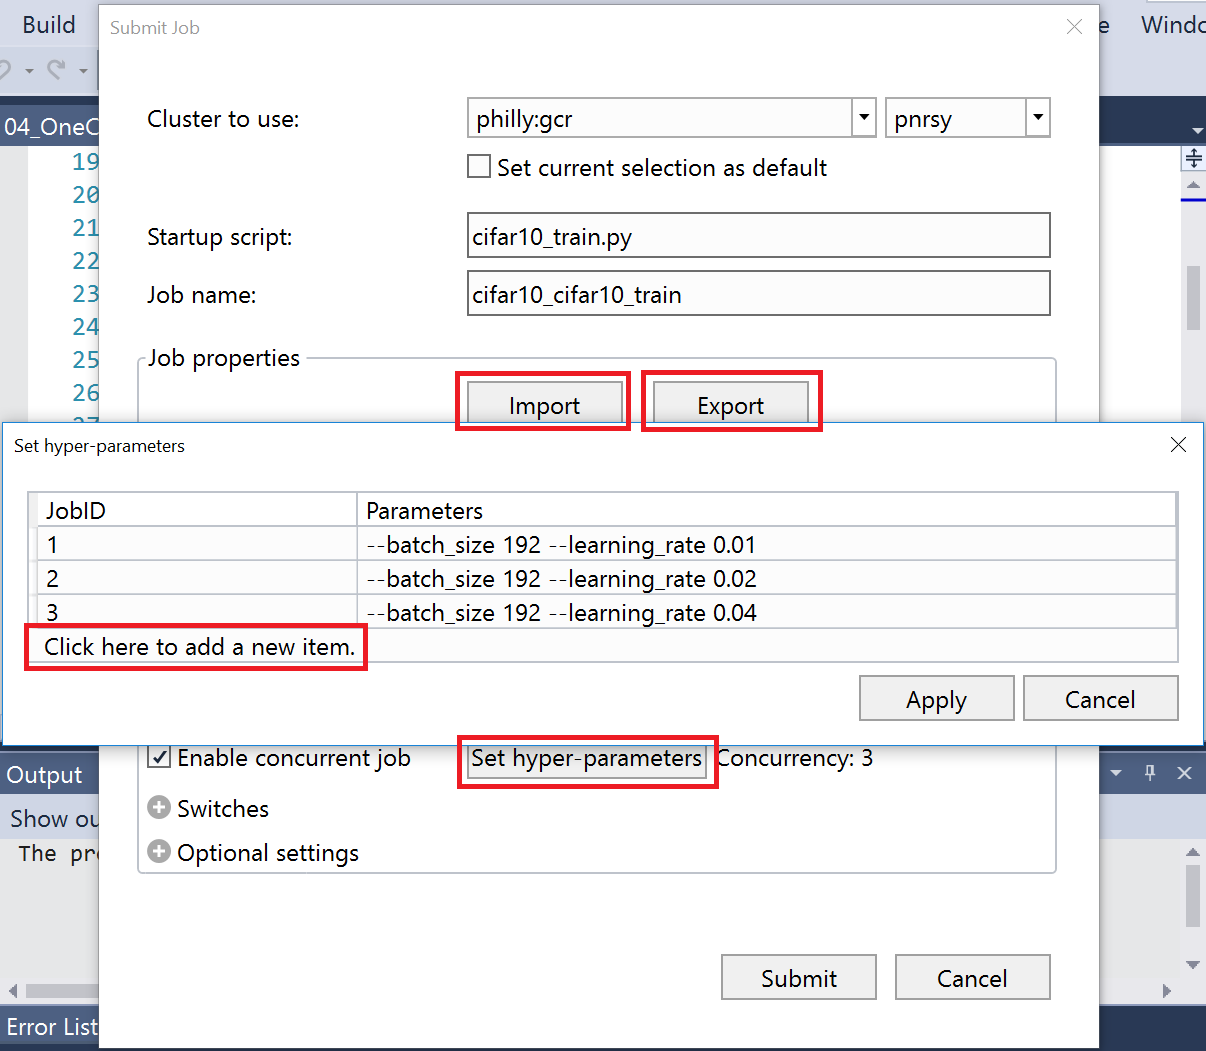 Build
Submit Job
Windo
04_OneC
Cluster to use:
philly:gcr
pnrsy
Set current selection as default
19
20
21
22
23
24
25
26
Startup script:
cifar10_train.py
Job name:
cifar10_cifar10_train
Job properties
Import
Export
Set hyper-parameters
JobID
Parameters
1
--batch_size 192 --learning_rate 0.01
2
--batch_size 192 --learning_rate 0.02
3
--batch_size 192 --learning_rate 0.04
Click here to add a new item.
Apply
Cancel
Enable concurrent job
Set hyper-parameters
Concurrency: 3
Output
Switches
Show ou
Optional settings
The pr
Submit
Cancel
Error List